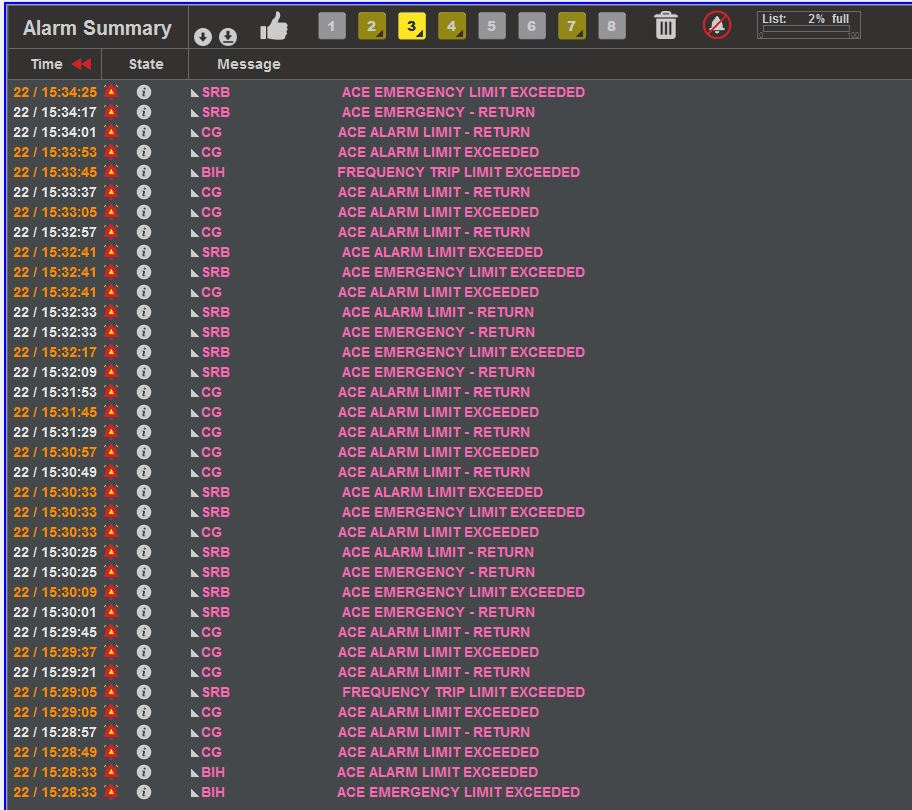 Alarm Summary 1 2 3 4 5 6 7 8 List: 2% full
0 100
Time State Message
22 / 15:34:25 i SRB ACE EMERGENCY LIMIT EXCEEDED
22 / 15:34:17 i SRB ACE EMERGENCY - RETURN
22 / 15:34:01 i CG ACE ALARM LIMIT - RETURN
22 / 15:33:53 i CG ACE ALARM LIMIT EXCEEDED
22 / 15:33:45 i BIH FREQUENCY TRIP LIMIT EXCEEDED
22 / 15:33:37 i CG ACE ALARM LIMIT - RETURN
22 / 15:33:05 i CG ACE ALARM LIMIT EXCEEDED
22 / 15:32:57 i CG ACE ALARM LIMIT - RETURN
22 / 15:32:41 i SRB ACE ALARM LIMIT EXCEEDED
22 / 15:32:41 i SRB ACE EMERGENCY LIMIT EXCEEDED
22 / 15:32:41 i CG ACE ALARM LIMIT EXCEEDED
22 / 15:32:33 i SRB ACE ALARM LIMIT - RETURN
22 / 15:32:33 i SRB ACE EMERGENCY - RETURN
22 / 15:32:17 i SRB ACE EMERGENCY LIMIT EXCEEDED
22 / 15:32:09 i SRB ACE EMERGENCY - RETURN
22 / 15:31:53 i CG ACE ALARM LIMIT - RETURN
22 / 15:31:45 i CG ACE ALARM LIMIT EXCEEDED
22 / 15:31:29 i CG ACE ALARM LIMIT - RETURN
22 / 15:30:57 i CG ACE ALARM LIMIT EXCEEDED
22 / 15:30:49 i CG ACE ALARM LIMIT - RETURN
22 / 15:30:33 i SRB ACE ALARM LIMIT EXCEEDED
22 / 15:30:33 i SRB ACE EMERGENCY LIMIT EXCEEDED
22 / 15:30:33 i CG ACE ALARM LIMIT EXCEEDED
22 / 15:30:25 i SRB ACE ALARM LIMIT - RETURN
22 / 15:30:25 i SRB ACE EMERGENCY - RETURN
22 / 15:30:09 i SRB ACE EMERGENCY LIMIT EXCEEDED
22 / 15:30:01 i SRB ACE EMERGENCY - RETURN
22 / 15:29:45 i CG ACE ALARM LIMIT - RETURN
22 / 15:29:37 i CG ACE ALARM LIMIT EXCEEDED
22 / 15:29:21 i CG ACE ALARM LIMIT - RETURN
22 / 15:29:05 i SRB FREQUENCY TRIP LIMIT EXCEEDED
22 / 15:29:05 i CG ACE ALARM LIMIT EXCEEDED
22 / 15:28:57 i CG ACE ALARM LIMIT - RETURN
22 / 15:28:49 i CG ACE ALARM LIMIT EXCEEDED
22 / 15:28:33 i BIH ACE ALARM LIMIT EXCEEDED
22 / 15:28:33 i BIH ACE EMERGENCY LIMIT EXCEEDED